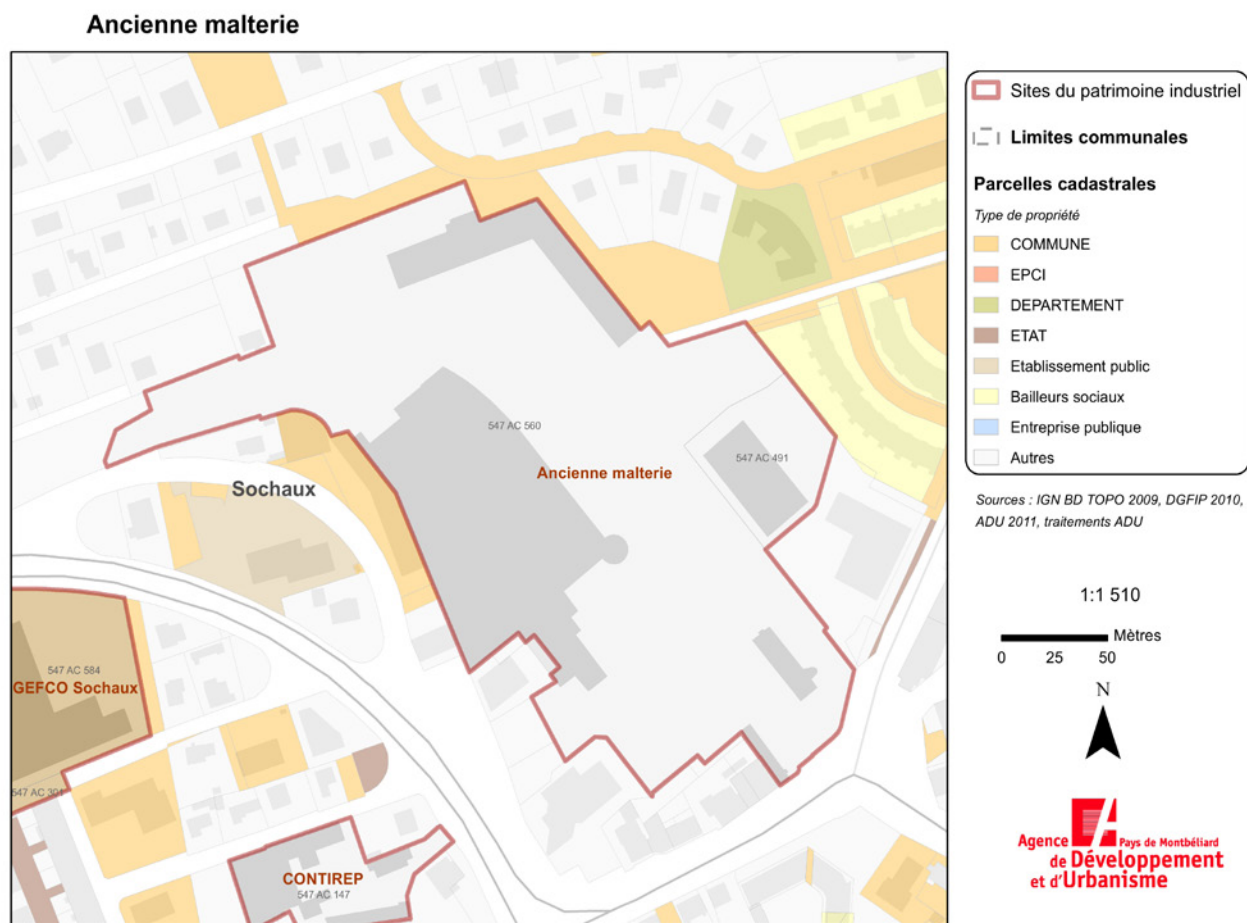 Ancienne malterie
547 AC 560
Ancienne malterie
547 AC 491
Sochaux
547 AC 584
GEFCO Sochaux
547 AC 301
CONTIREP
547 AC 147
Sites du patrimoine industriel
Limites communales
Parcelles cadastrales
Type de propriété
COMMUNE
EPCI
DEPARTEMENT
ETAT
Etablissement public
Bailleurs sociaux
Entreprise publique
Autres
Sources : IGN BD TOPO 2009, DGFIP 2010,
ADU 2011, traitements ADU
1:1 510
Mètres
0 25 50
N
Agence Pays de Montbéliard
de Développement
et d'Urbanisme